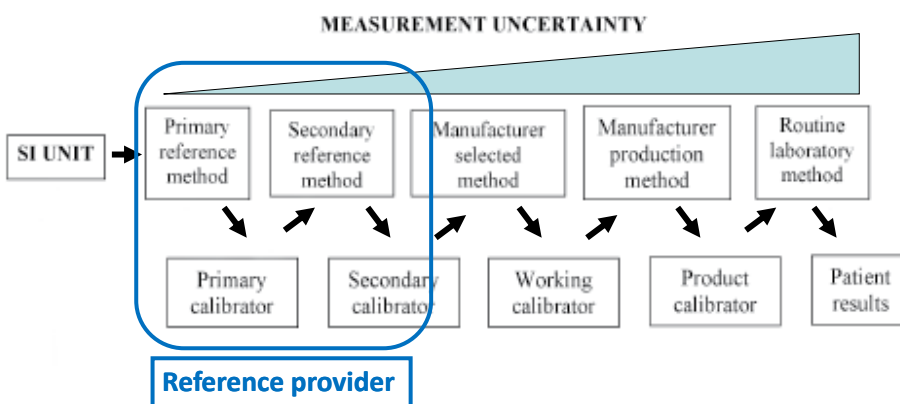 MEASUREMENT UNCERTAINTY
SI UNIT
Primary
reference
method
Secondary
reference
method
Manufacturer
selected
method
Manufacturer
production
method
Routine
laboratory
method
Primary
calibrator
Secondary
calibrator
Working
calibrator
Product
calibrator
Patient
results
Reference provider